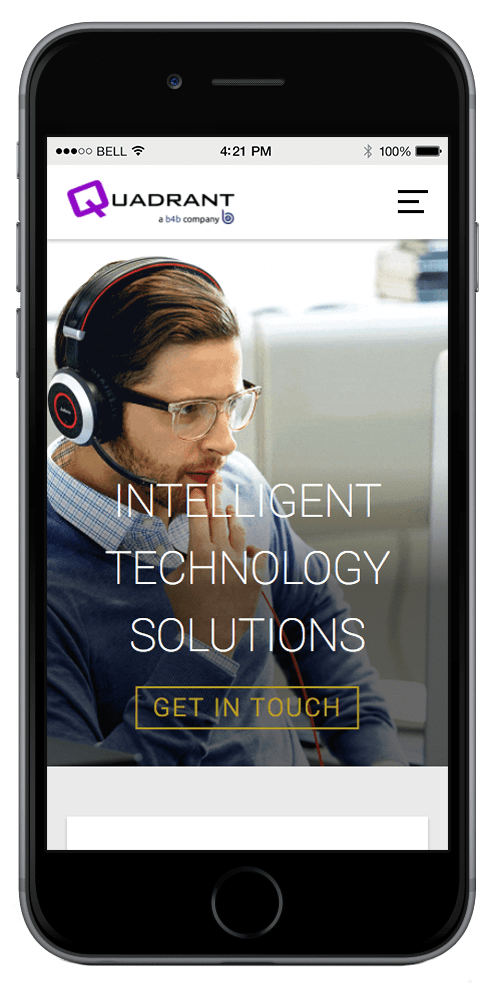 BELL
4:21 PM
100%
QUADRANT
a b4b company b
INTELLIGENT
TECHNOLOGY
SOLUTIONS
GET IN TOUCH